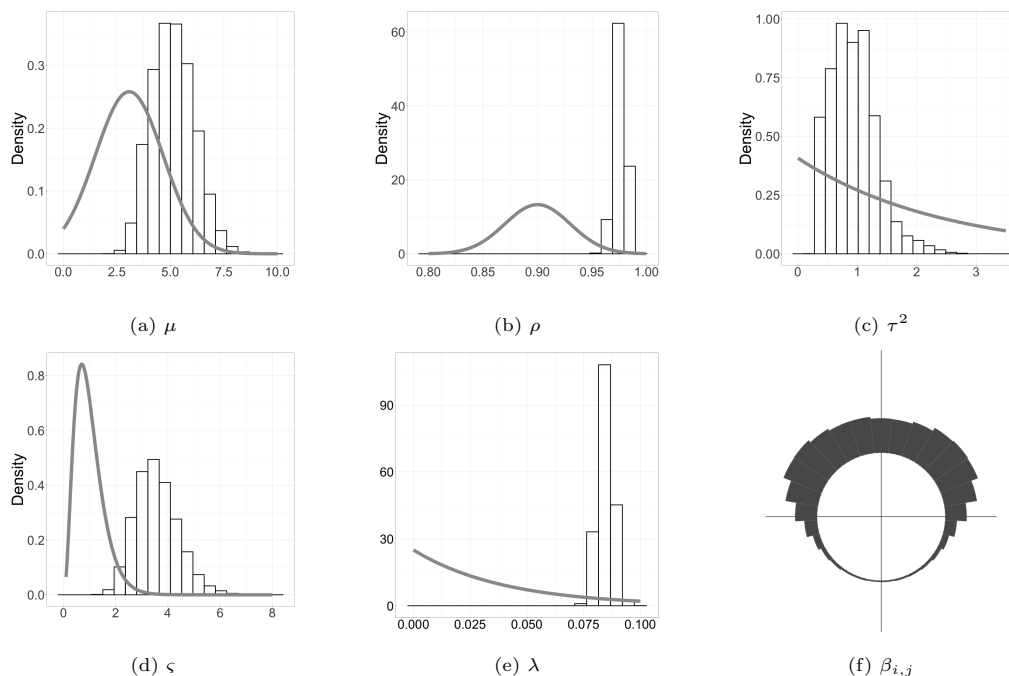 Density
0.3
0.2
0.1
0.0
0.0 2.5 5.0 7.5 10.0
(a) μ
Density
60
40
20
0
0.80 0.85 0.90 0.95 1.00
(b) ρ
Density
1.00
0.75
0.50
0.25
0.00
0 1 2 3
(c) τ²
Density
0.8
0.6
0.4
0.2
0.0
0 2 4 6 8
(d) ς
Density
90
60
30
0
0.000 0.025 0.050 0.075 0.100
(e) λ
(f) βᵢ,ⱼ